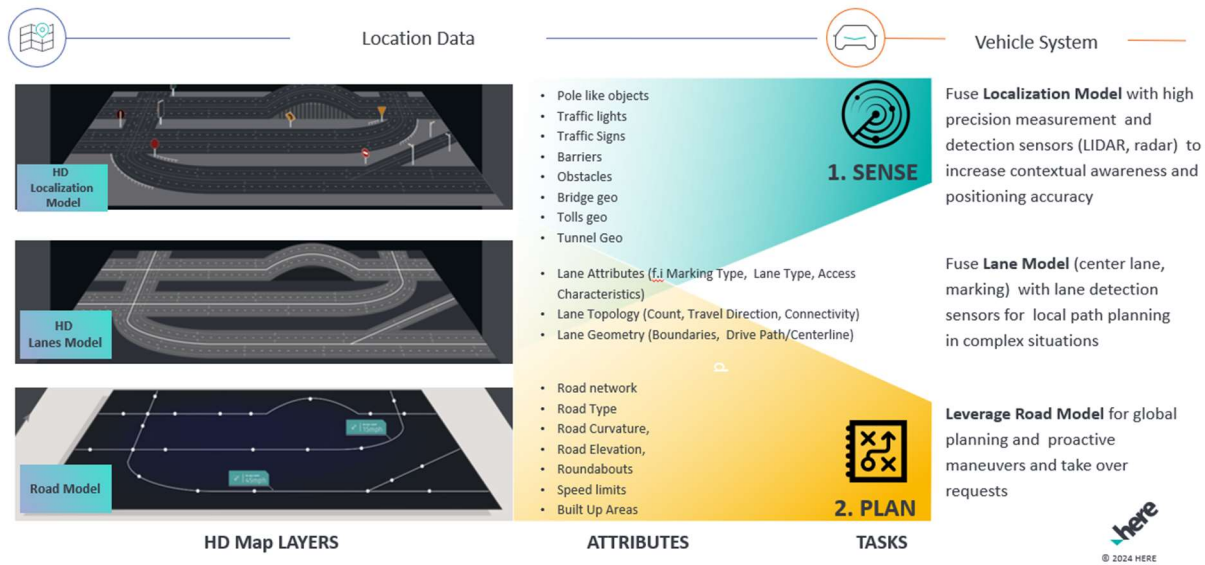 Location Data
Vehicle System
HD
Localization
Model
• Pole like objects
• Traffic lights
• Traffic Signs
• Barriers
• Obstacles
• Bridge geo
• Tolls geo
• Tunnel Geo
1. SENSE
Fuse Localization Model with high
precision measurement and
detection sensors (LIDAR, radar) to
increase contextual awareness and
positioning accuracy
HD
Lanes Model
• Lane Attributes (f.i Marking Type, Lane Type, Access
Characteristics)
• Lane Topology (Count, Travel Direction, Connectivity)
• Lane Geometry (Boundaries, Drive Path/Centerline)
Fuse Lane Model (center lane,
marking) with lane detection
sensors for local path planning
in complex situations
Road Model
• Road network
• Road Type
• Road Curvature,
• Road Elevation,
• Roundabouts
• Speed limits
• Built Up Areas
2. PLAN
Leverage Road Model for global
planning and proactive
maneuvers and take over
requests
HD Map LAYERS
ATTRIBUTES
TASKS
here
© 2024 HERE